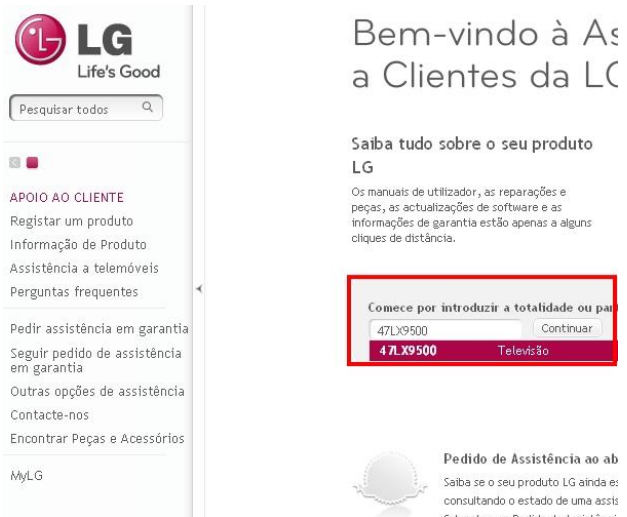 LG
Life's Good
Pesquisar todos
APOIO AO CLIENTE
Registar um produto
Informação de Produto
Assistência a telemóveis
Perguntas frequentes
Pedir assistência em garantia
Seguir pedido de assistência
em garantia
Outras opções de assistência
Contacte-nos
Encontrar Peças e Acessórios
MyLG
Bem-vindo à As
a Clientes da LG
Saiba tudo sobre o seu produto
LG
Os manuais de utilizador, as reparações e
peças, as actualizações de software e as
informações de garantia estão apenas a alguns
cliques de distância.
Comece por introduzir a totalidade ou part
47LX9500 Continuar
47LX9500 Televisão
Pedido de Assistência ao ab
Saiba se o seu produto LG ainda es
consultando o estado de uma assis